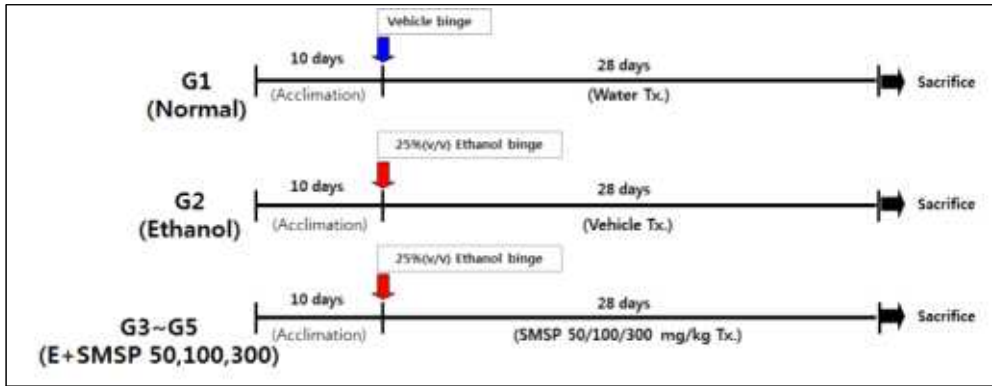 Vehicle binge
10 days
28 days
G1
(Normal)
(Acclimation)
(Water Tx.)
Sacrifice
25%(v/v) Ethanol binge
10 days
28 days
G2
(Ethanol)
(Acclimation)
(Vehicle Tx.)
Sacrifice
25%(v/v) Ethanol binge
10 days
28 days
G3~G5
(E+SMSP 50,100,300)
(Acclimation)
(SMSP 50/100/300 mg/kg Tx.)
Sacrifice